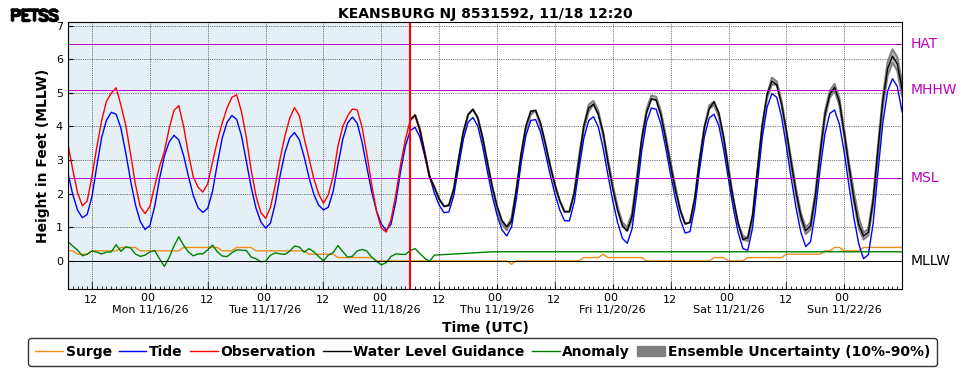 PETSS
KEANSBURG NJ 8531592, 11/18 12:20
Height in Feet (MLLW)
7
6
5
4
3
2
1
0
HAT
MHHW
MSL
MLLW
12 00 12 00 12 00 12 00 12 00 12 00 12 00
Mon 11/16/26 Tue 11/17/26 Wed 11/18/26 Thu 11/19/26 Fri 11/20/26 Sat 11/21/26 Sun 11/22/26
Time (UTC)
Surge Tide Observation Water Level Guidance Anomaly Ensemble Uncertainty (10%-90%)